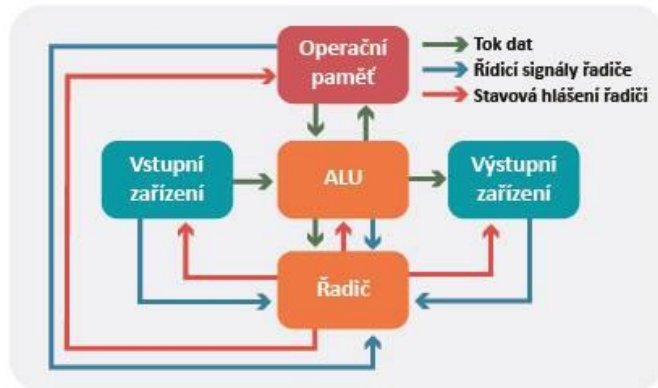 Operační
paměť
Tok dat
Řídicí signály řadiče
Stavová hlášení řadiči
Vstupní
zařízení
ALU
Výstupní
zařízení
Řadič